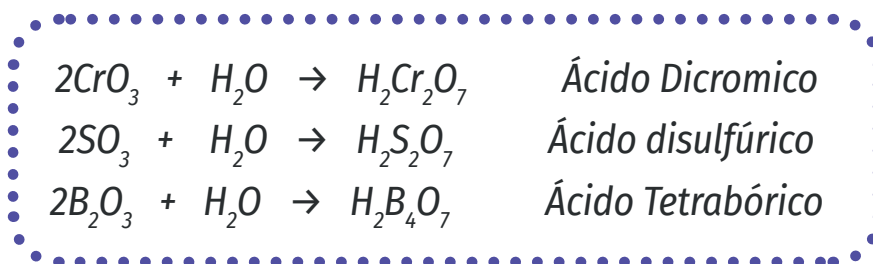 2CrO₃ + H₂O → H₂Cr₂O₇ Ácido Dicromico
2SO₃ + H₂O → H₂S₂O₇ Ácido disulfúrico
2B₂O₃ + H₂O → H₂B₄O₇ Ácido Tetrabórico